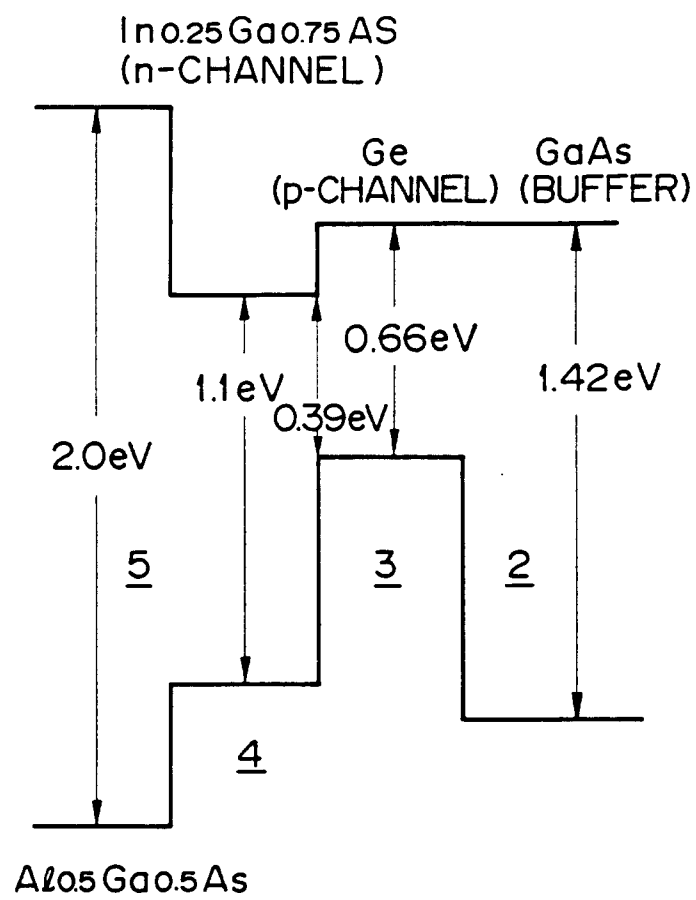 In0.25Ga0.75AS
(n-CHANNEL)
Ge
(p-CHANNEL)
GaAs
(BUFFER)
0.66eV
1.1eV
1.42eV
0.39eV
2.0eV
5
3
2
4
Al0.5Ga0.5As